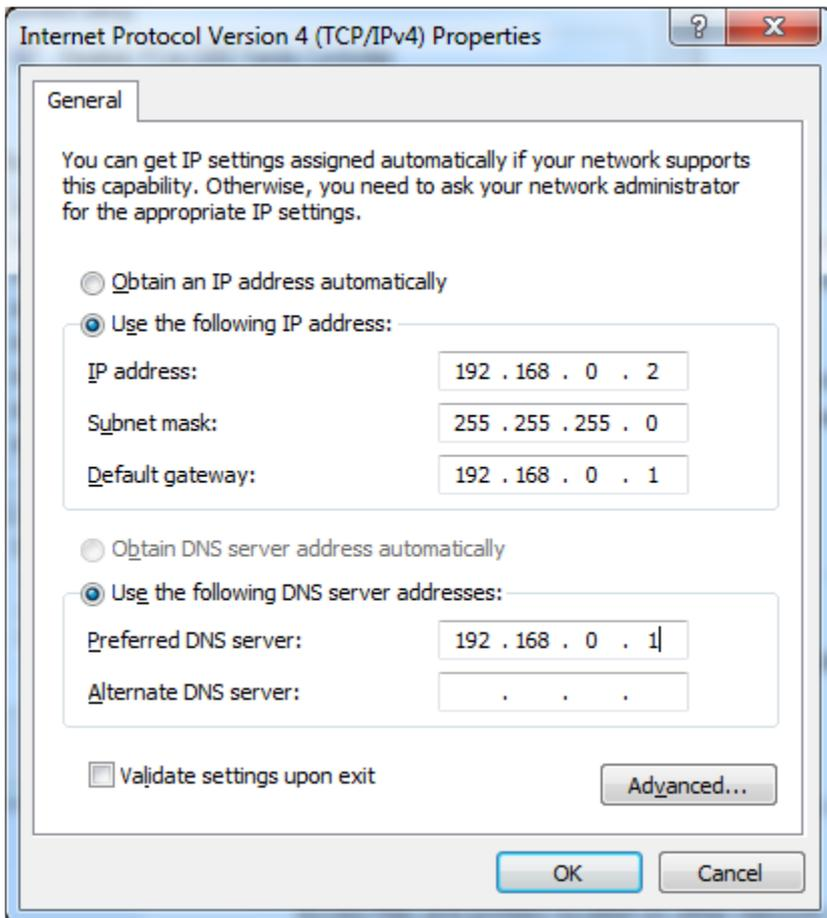 Internet Protocol Version 4 (TCP/IPv4) Properties
?
X
General
You can get IP settings assigned automatically if your network supports
this capability. Otherwise, you need to ask your network administrator
for the appropriate IP settings.
Obtain an IP address automatically
Use the following IP address:
IP address: 192 . 168 . 0 . 2
Subnet mask: 255 . 255 . 255 . 0
Default gateway: 192 . 168 . 0 . 1
Obtain DNS server address automatically
Use the following DNS server addresses:
Preferred DNS server: 192 . 168 . 0 . 1
Alternate DNS server: . . .
Validate settings upon exit
Advanced...
OK Cancel